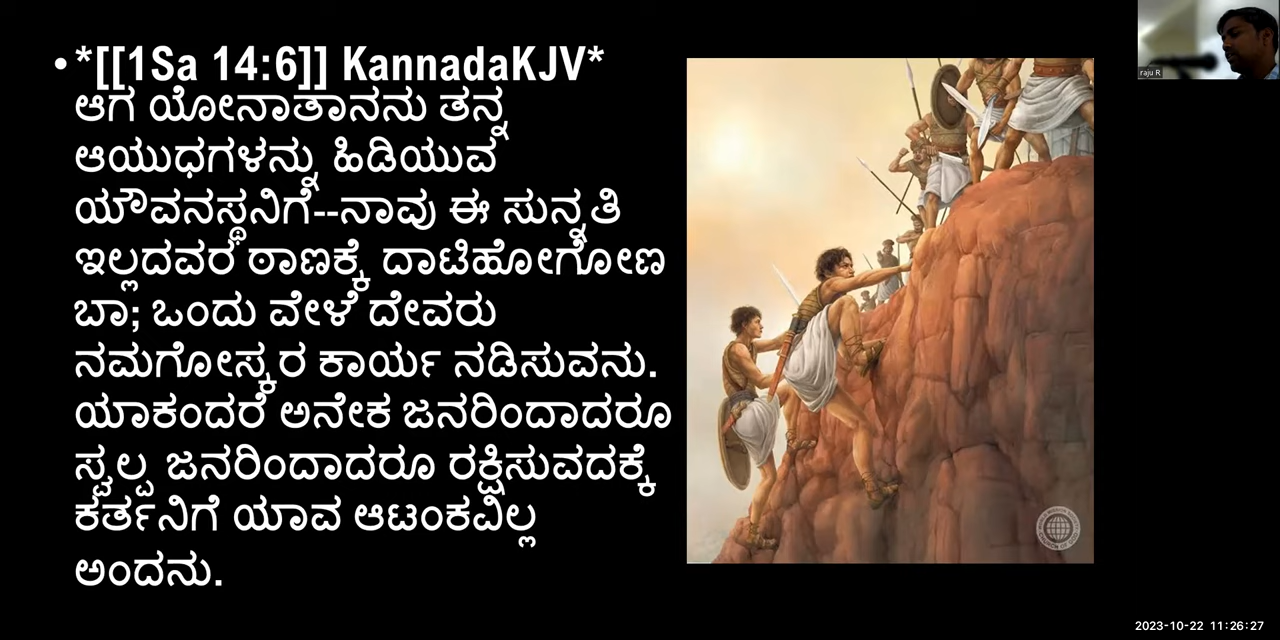 •*[[1Sa 14:6]] KannadaKJV*
ಆಗ ಯೋನಾತಾನನು ತನ್ನ
ಆಯುಧಗಳನ್ನು ಹಿಡಿಯುವ
ಯೌವನಸ್ಥನಿಗೆ--ನಾವು ಈ ಸುನ್ನತಿ
ಇಲ್ಲದವರ ಠಾಣಕ್ಕೆ ದಾಟಿಹೋಗೋಣ
ಬಾ; ಒಂದು ವೇಳೆ ದೇವರು
ನಮಗೋಸ್ಕರ ಕಾರ್ಯ ನಡಿಸುವನು.
ಯಾಕಂದರೆ ಅನೇಕ ಜನರಿಂದಾದರೂ
ಸ್ವಲ್ಪ ಜನರಿಂದಾದರೂ ರಕ್ಷಿಸುವದಕ್ಕೆ
ಕರ್ತನಿಗೆ ಯಾವ ಆಟಂಕವಿಲ್ಲ
ಅಂದನು.
raju R
2023-10-22 11:26:27